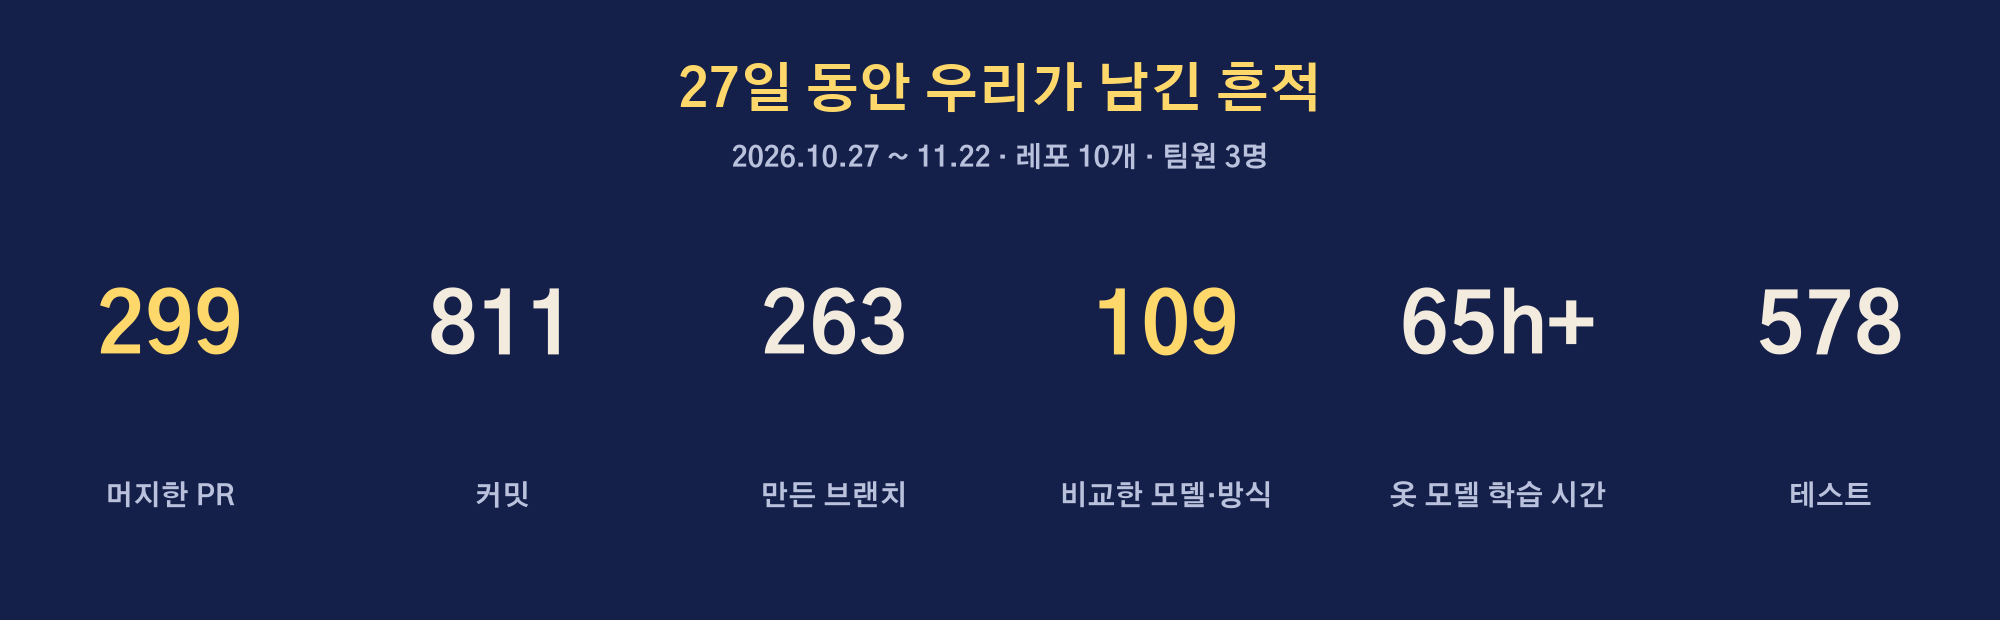 27일 동안 우리가 남긴 흔적
2026.10.27 ~ 11.22 · 레포 10개 · 팀원 3명
299 811 263 109 65h+ 578
머지한 PR 커밋 만든 브랜치 비교한 모델·방식 옷 모델 학습 시간 테스트